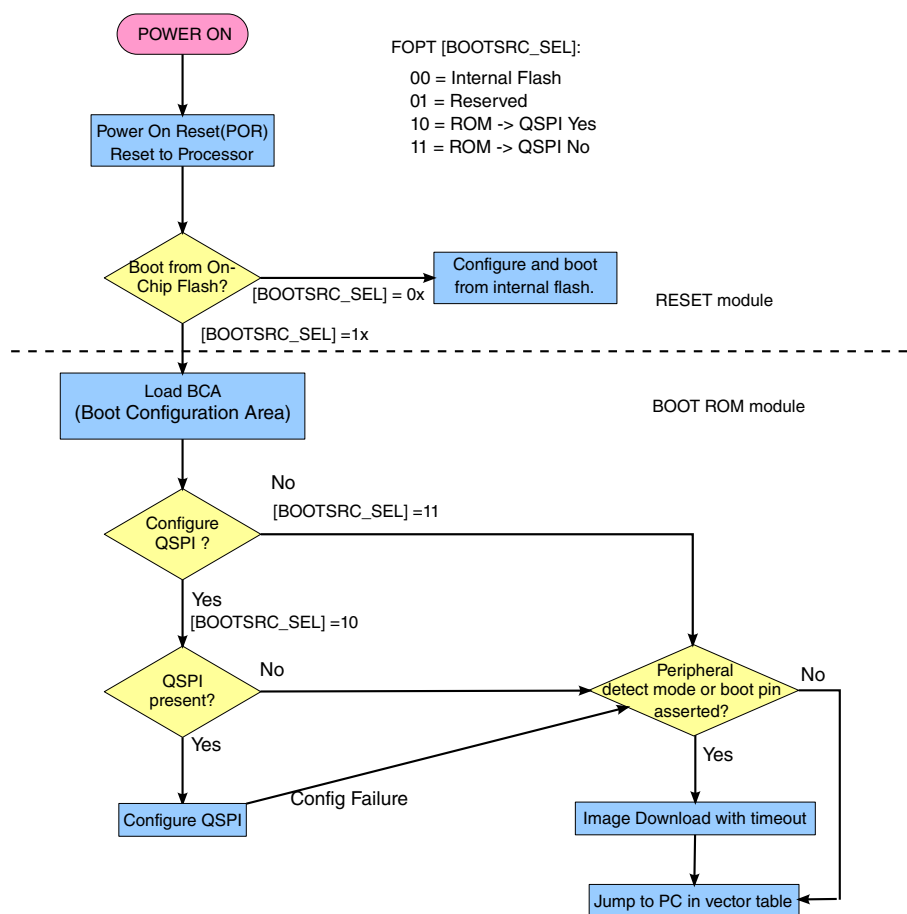 POWER ON
FOPT [BOOTSRC_SEL]:
00 = Internal Flash
01 = Reserved
10 = ROM -> QSPI Yes
11 = ROM -> QSPI No
Power On Reset(POR)
Reset to Processor
Boot from On-
Chip Flash?
[BOOTSRC_SEL] = 0x
Configure and boot
from internal flash.
RESET module
[BOOTSRC_SEL] =1x
Load BCA
(Boot Configuration Area)
BOOT ROM module
No
[BOOTSRC_SEL] =11
Configure
QSPI ?
Yes
[BOOTSRC_SEL] =10
QSPI
present?
No
Peripheral
detect mode or boot pin
asserted?
No
Yes
Yes
Config Failure
Configure QSPI
Image Download with timeout
Jump to PC in vector table